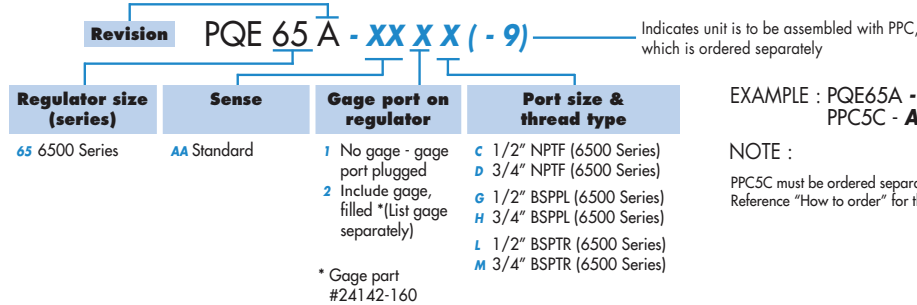 Revision PQE 65 A - XX X X ( - 9)
Indicates unit is to be assembled with PPC,
which is ordered separately
Regulator size
(series)
65 6500 Series
Sense
AA Standard
Gage port on
regulator
1 No gage - gage
port plugged
2 Include gage,
filled *(List gage
separately)
* Gage part
#24142-160
Port size &
thread type
C 1/2" NPTF (6500 Series)
D 3/4" NPTF (6500 Series)
G 1/2" BSPPL (6500 Series)
H 3/4" BSPPL (6500 Series)
L 1/2" BSPTR (6500 Series)
M 3/4" BSPTR (6500 Series)
EXAMPLE : PQE65A -
PPC5C - A
NOTE :
PPC5C must be ordered
Reference "How to order" for